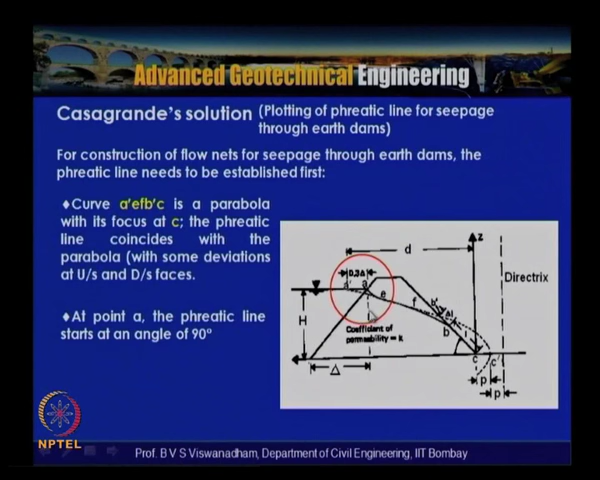 Advanced Geotechnical Engineering
Casagrande's solution (Plotting of phreatic line for seepage
through earth dams)
For construction of flow nets for seepage through earth dams, the
phreatic line needs to be established first:
♦Curve a'efb'c is a parabola
with its focus at c; the phreatic
line coincides with the
parabola (with some deviations
at U/s and D/s faces.
♦At point a, the phreatic line
starts at an angle of 90º
d
z
0.3Δ
Directrix
a'
a
e
f
b'
H
b
Coefficient of
permeability = k
c
c'
Δ
p
p
NPTEL
Prof. B V S Viswanadham, Department of Civil Engineering, IIT Bombay